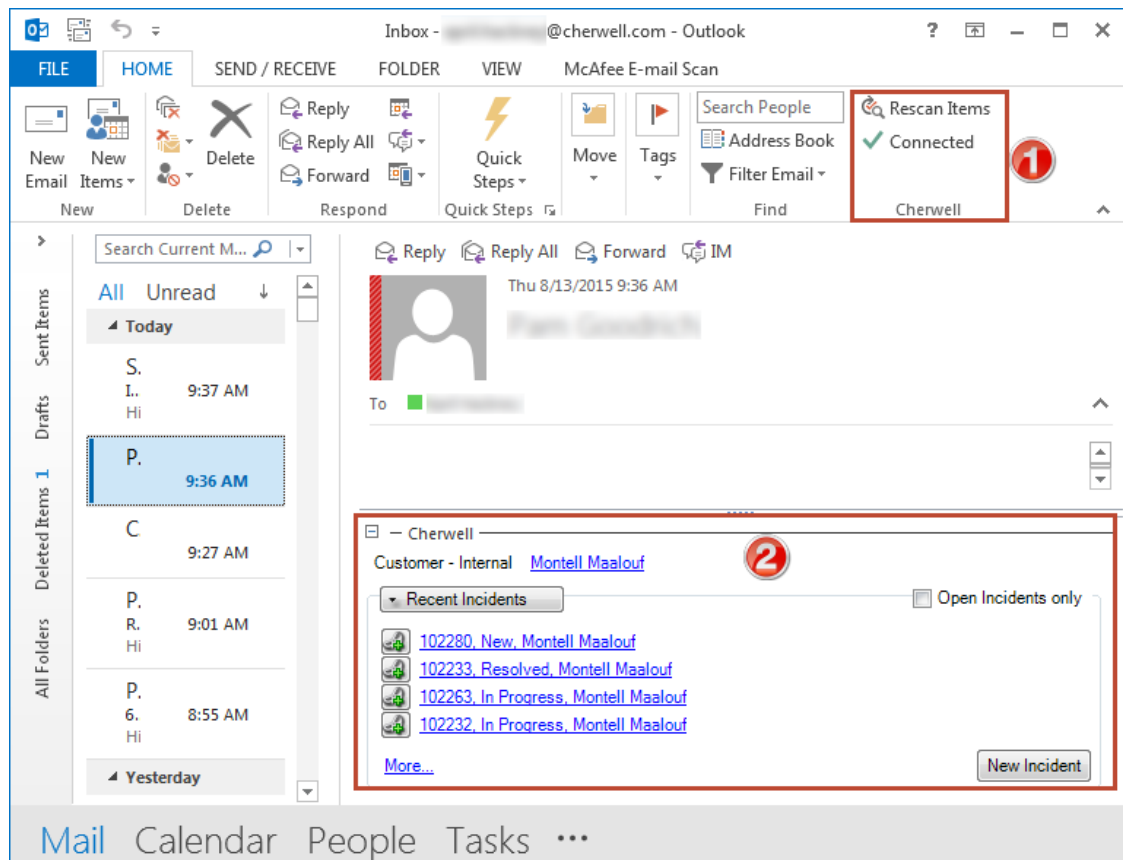 Inbox - @cherwell.com - Outlook
FILE HOME SEND / RECEIVE FOLDER VIEW McAfee E-mail Scan
New Email
New Items
New
Delete
Delete
Reply
Reply All
Forward
Respond
Quick Steps
Quick Steps
Move
Tags
Search People
Address Book
Filter Email
Find
Rescan Items
Connected
Cherwell
1
Sent Items
Drafts
Deleted Items 1
All Folders
Search Current M...
All Unread
Today
S.
I.. 9:37 AM
Hi
P.
9:36 AM
C
9:27 AM
P.
R. 9:01 AM
Hi
P.
6. 8:55 AM
Hi
Yesterday
Reply Reply All Forward IM
Thu 8/13/2015 9:36 AM
To
Cherwell
2
Customer - Internal Montell Maalouf
Recent Incidents Open Incidents only
102280, New, Montell Maalouf
102233, Resolved, Montell Maalouf
102263, In Progress, Montell Maalouf
102232, In Progress, Montell Maalouf
More... New Incident
Mail Calendar People Tasks ...